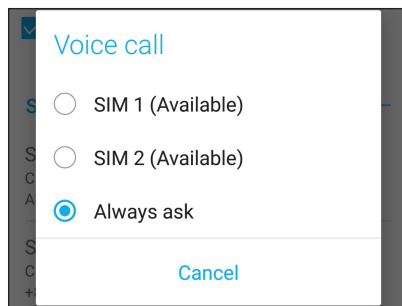 Voice call
SIM 1 (Available)
SIM 2 (Available)
Always ask
Cancel